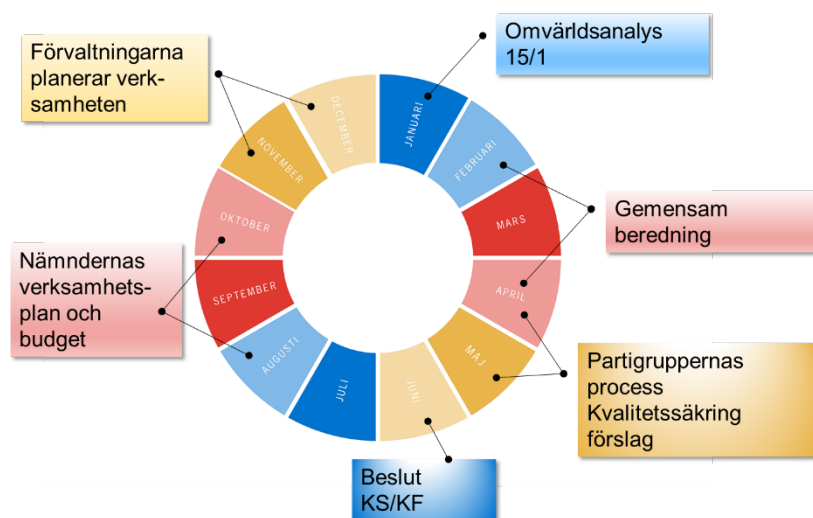 Förvaltningarna
planerar verk-
samheten
Omvärldsanalys
15/1
DECEMBER
JANUARI
NOVEMBER
FEBRUARI
OKTOBER
MARS
Gemensam
beredning
Nämndernas
verksamhets-
plan och
budget
SEPTEMBER
APRIL
AUGUSTI
MAJ
JULI
JUNI
Partigruppernas
process
Kvalitetssäkring
förslag
Beslut
KS/KF